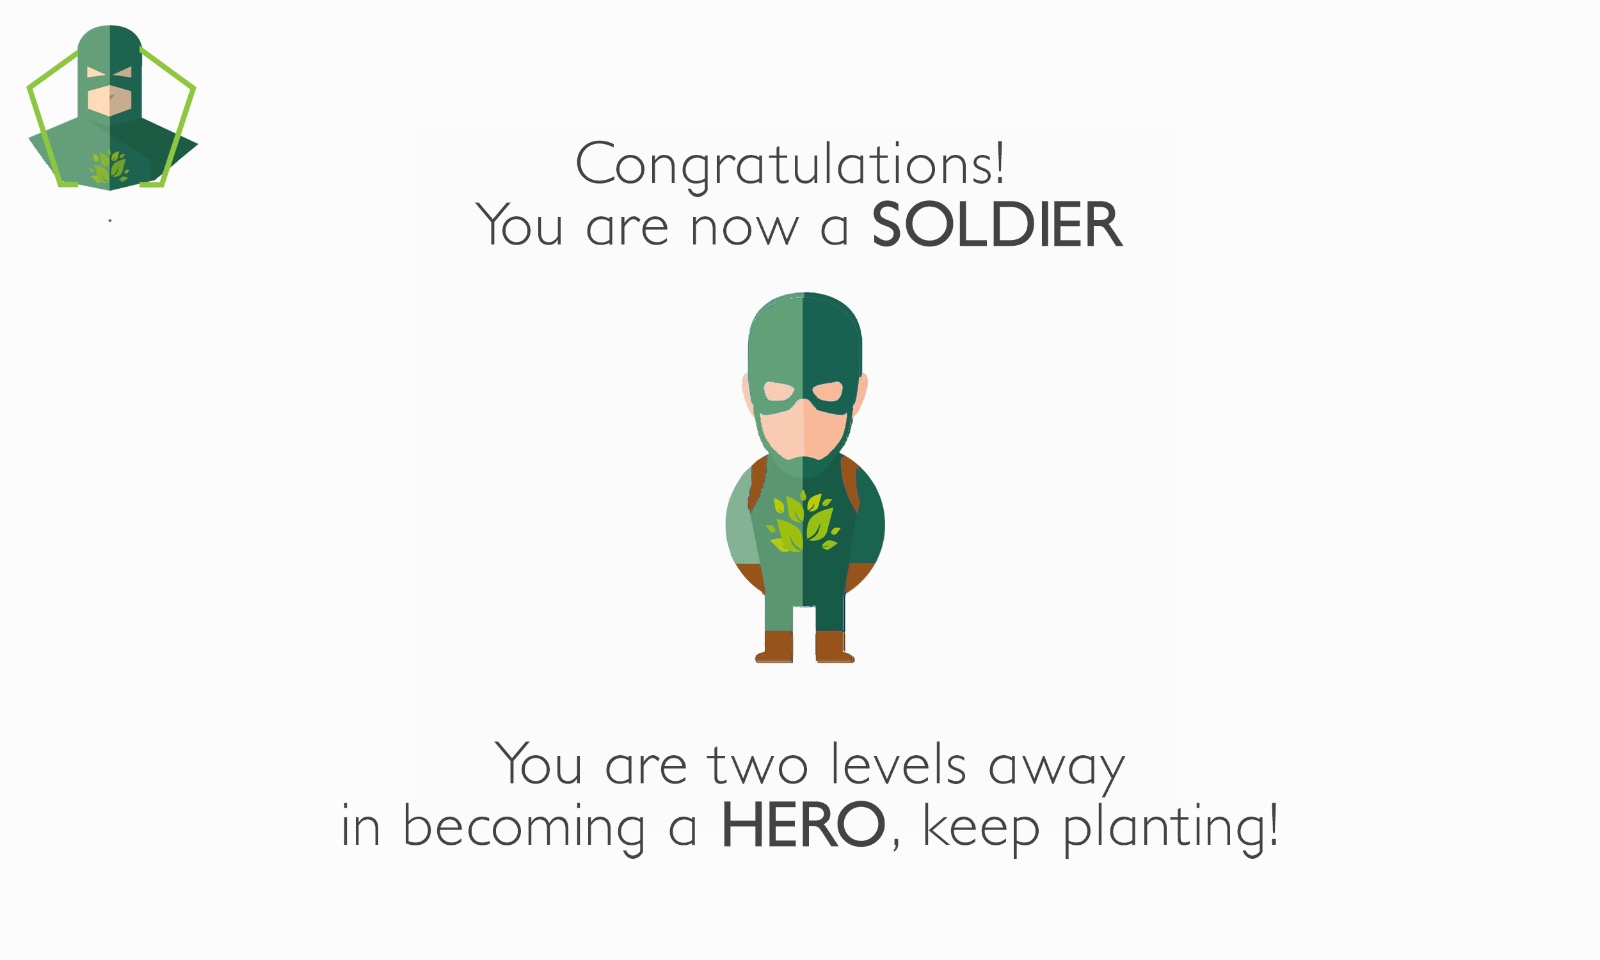 Congratulations!
You are now a SOLDIER
You are two levels away
in becoming a HERO, keep planting!